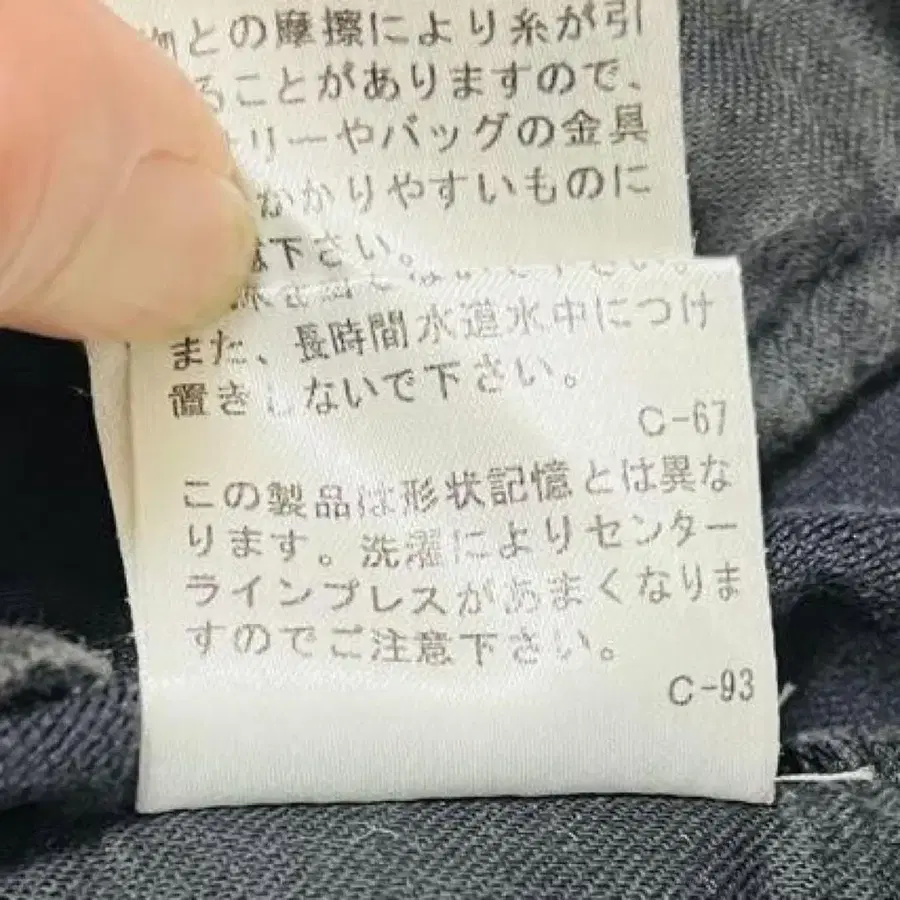 との摩擦により糸が引
ることがありますので、
リーやバッグの金具
かかりやすいものに
意下さい。
また、長時間水道水中につけ
置きしないで下さい。
C-67
この製品は形状記憶とは異な
ります。洗濯によりセンター
ラインプレスがあまくなりま
すのでご注意下さい。
C-93